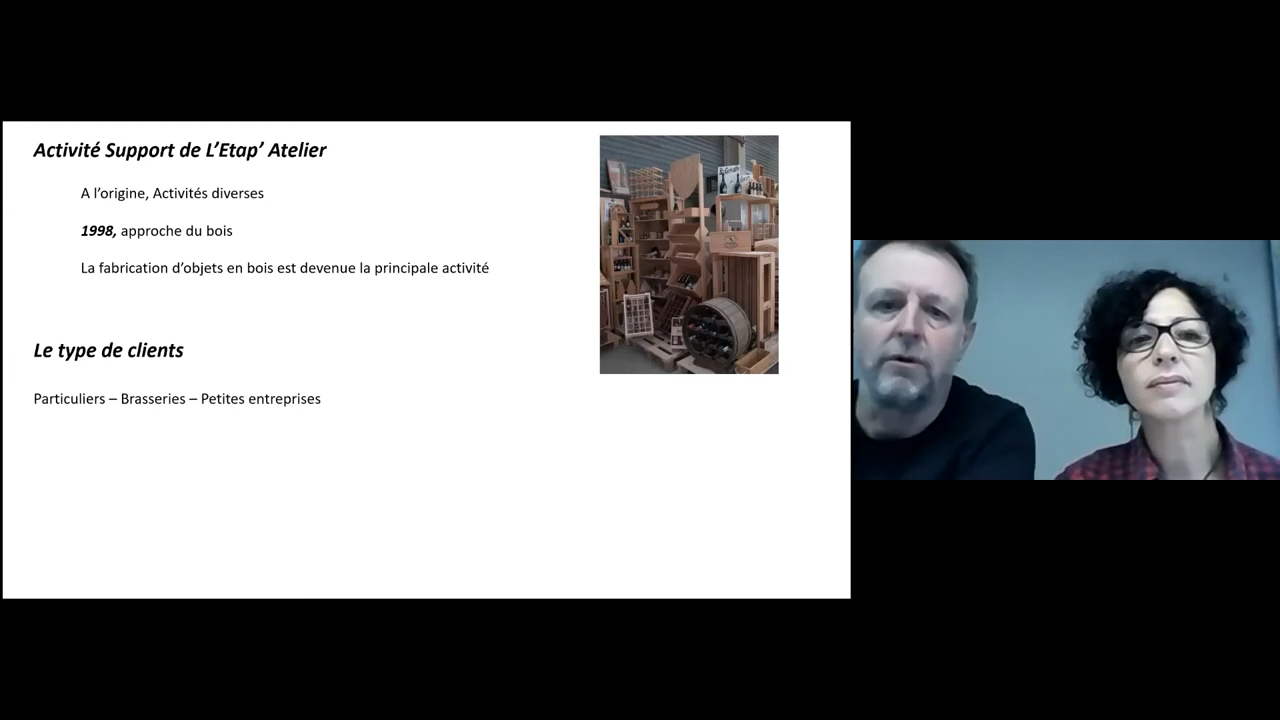 Activité Support de L’Etap’ Atelier
A l’origine, Activités diverses
1998, approche du bois
La fabrication d’objets en bois est devenue la principale activité
Le type de clients
Particuliers – Brasseries – Petites entreprises